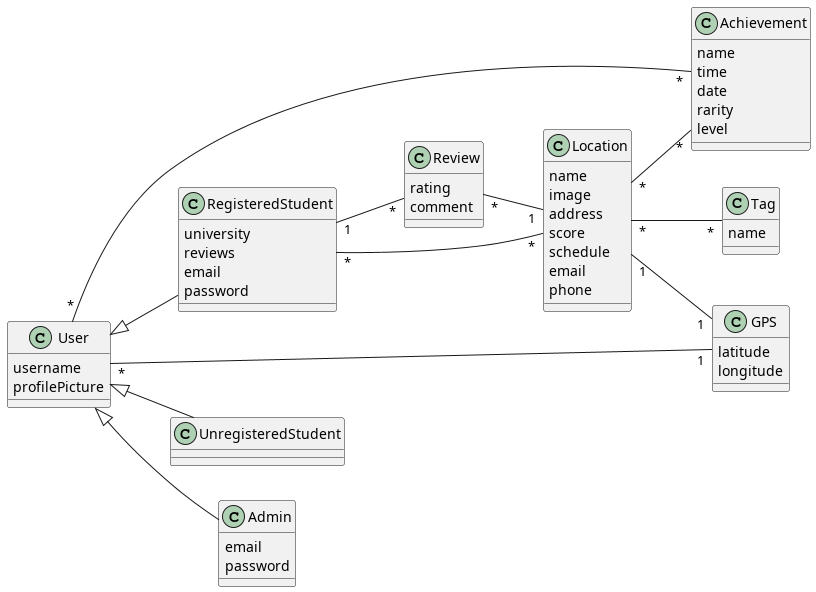 C Achievement
name
time
date
rarity
level
*
*
*
C Location
name
image
address
score
schedule
email
phone
C Review
rating
comment
*
1
C RegisteredStudent
university
reviews
email
password
1
*
*
*
*
*
C Tag
name
1
1
C GPS
latitude
longitude
*
C User
username
profilePicture
*
1
C UnregisteredStudent
C Admin
email
password